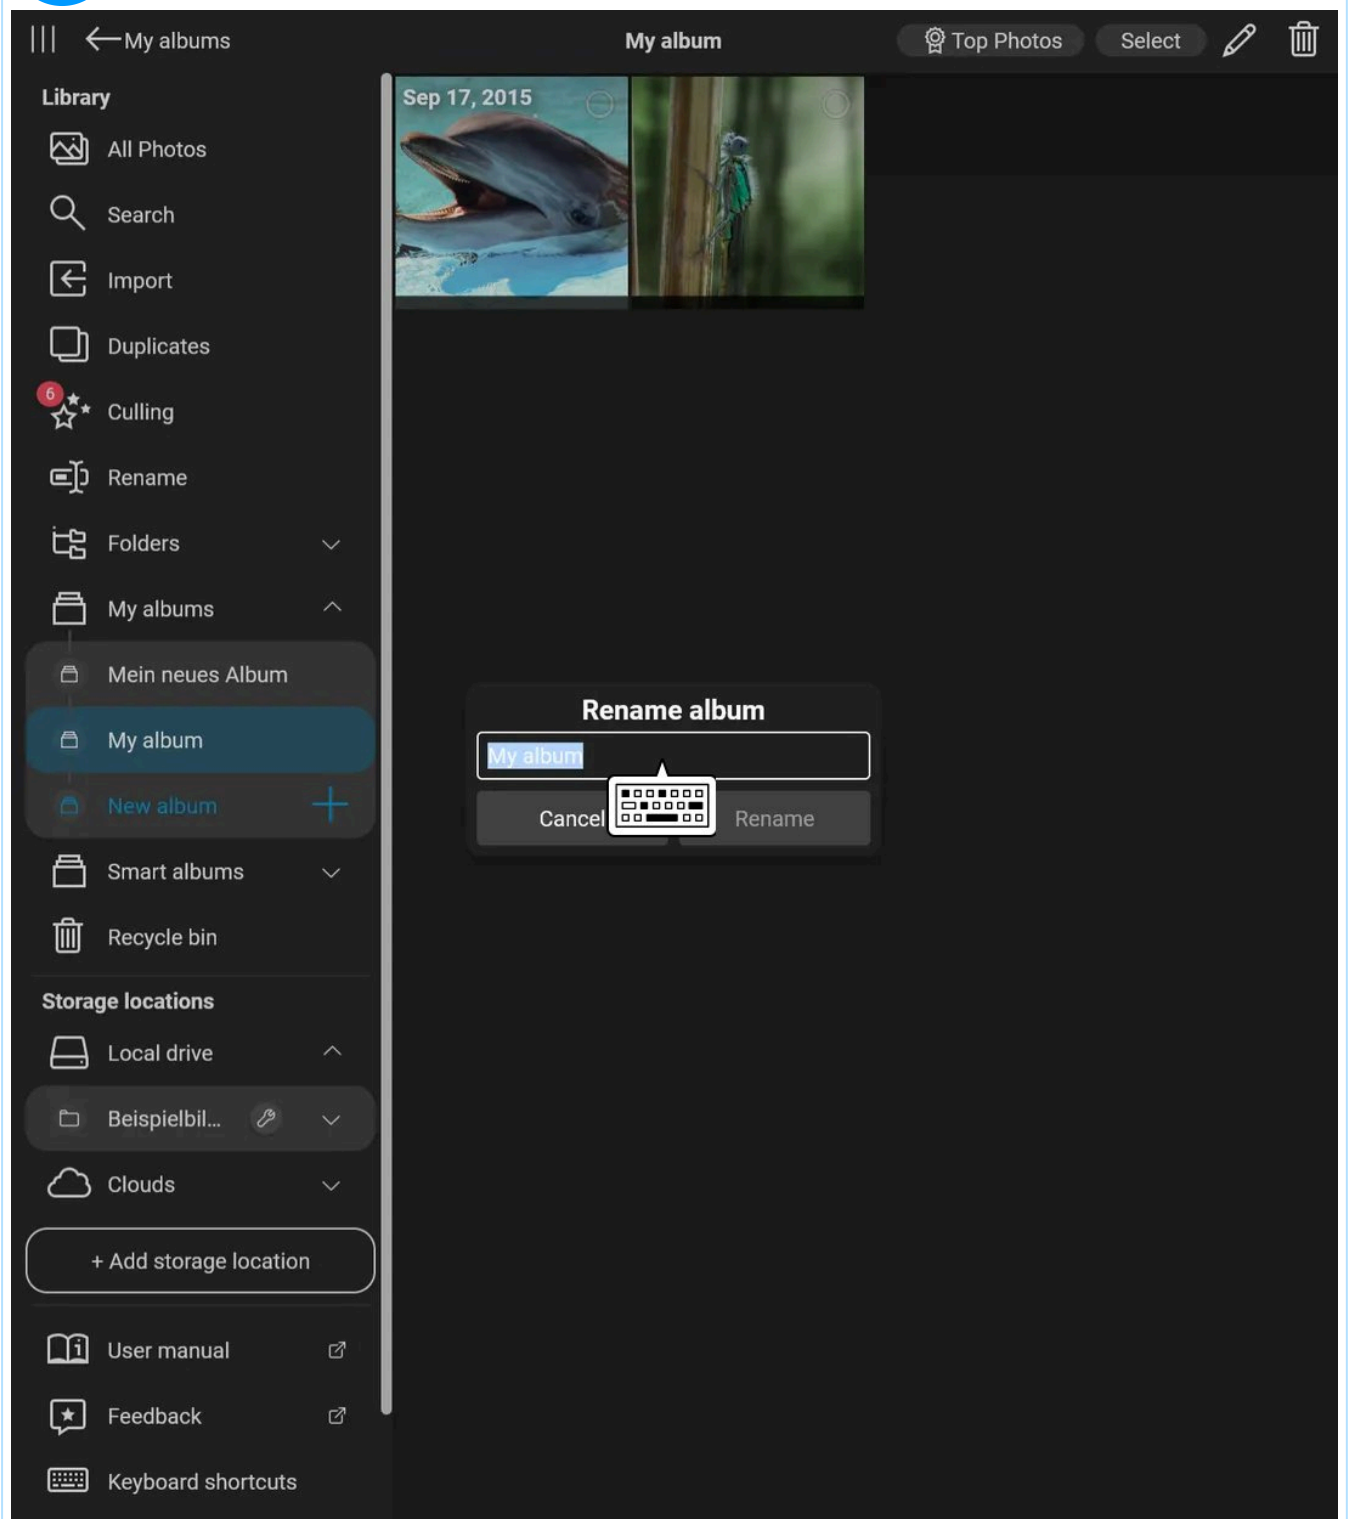 My albums
My album
Top Photos
Select
Library
All Photos
Search
Import
Duplicates
6
Culling
Rename
Folders
My albums
Mein neues Album
My album
New album
Smart albums
Recycle bin
Storage locations
Local drive
Beispielbil...
Clouds
+ Add storage location
User manual
Feedback
Keyboard shortcuts
Sep 17, 2015
Rename album
My album
Cancel
Rename